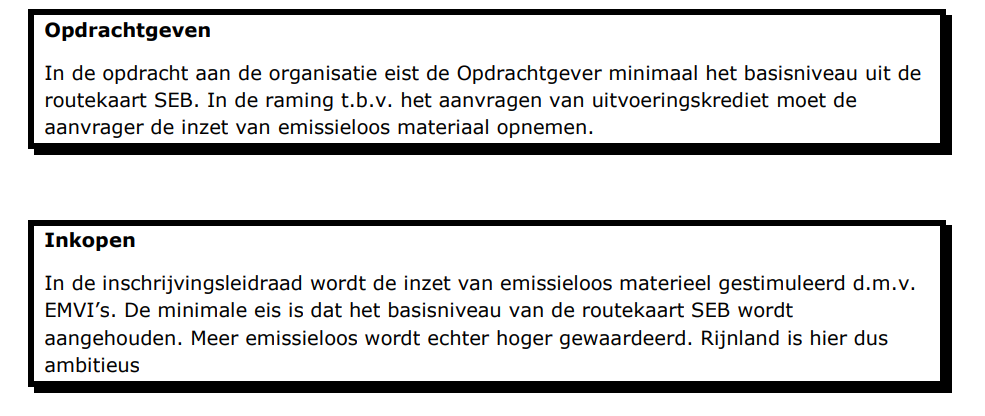 Opdrachtgeven
In de opdracht aan de organisatie eist de Opdrachtgever minimaal het basisniveau uit de
routekaart SEB. In de raming t.b.v. het aanvragen van uitvoeringskrediet moet de
aanvrager de inzet van emissieloos materiaal opnemen.
Inkopen
In de inschrijvingsleidraad wordt de inzet van emissieloos materieel gestimuleerd d.m.v.
EMVI’s. De minimale eis is dat het basisniveau van de routekaart SEB wordt
aangehouden. Meer emissieloos wordt echter hoger gewaardeerd. Rijnland is hier dus
ambitieus